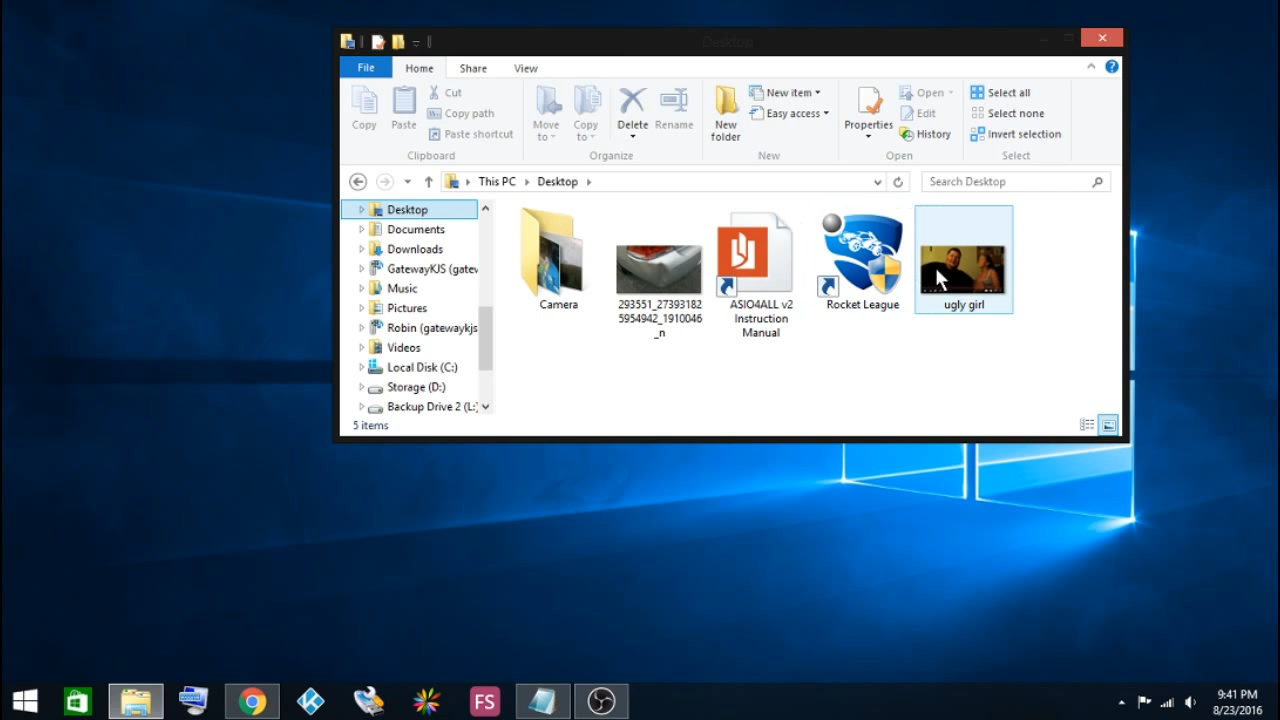 Desktop
File Home Share View
Copy
Paste
Cut
Copy path
Paste shortcut
Clipboard
Move to
Copy to
Delete
Rename
Organize
New folder
New item
Easy access
New
Properties
Open
Edit
History
Open
Select all
Select none
Invert selection
Select
This PC Desktop
Search Desktop
Desktop
Documents
Downloads
GatewayKJS (gatew
Music
Pictures
Robin (gatewaykjs
Videos
Local Disk (C:)
Storage (D:)
Backup Drive 2 (L:)
Camera
293551_27393182
5954942_1910046
_n
ASIO4ALL v2
Instruction
Manual
Rocket League
ugly girl
5 items
FS
9:41 PM
8/23/2016